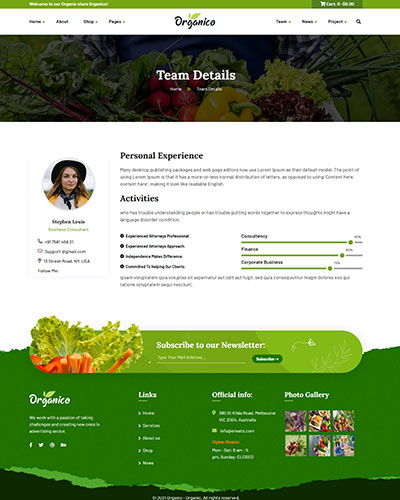 Welcome to our Organic store Organico!
Cart: 0 -$0.00
Home
About
Shop
Pages
Organico
Team
News
Project
Team Details
Home
Team Details
Stephen Louis
Business Consultant
Support@gmail.com
13 Street Road, NY, USA
Follow Me:
Personal Experience
Many desktop publishing packages and web page editors now use Lorem Ipsum as their default model. The point of
using Lorem Ipsum is that it has a more-or-less normal distribution of letters, as opposed to using 'Content here,
content here', making it look like readable English.
Activities
who has trouble understanding people or has trouble putting words together to express thoughts might have a
language disorder condition.
Experienced Attorneys Professional.
Experienced Attorneys Approach.
Independence Makes Difference.
Committed To Helping Our Clients.
Consultancy
Finance
Corporate Business
ipsam voluptatem quia voluptas sit aspernatur aut odit aut fugit, sed quia consequuntur magni dolores eos qui
ratione voluptatem sequi nesciunt.
Subscribe to our Newsletter:
Type Your Mail Address....
Subscribe
Organico
We work with a passion of taking
challenges and creating new ones in
advertising sector.
Links
Home
Services
About us
Shop
News
Official info:
380 St Kilda Road, Melbourne
VIC 3004, Australia
info@envato.com
Open Hours:
Mon - Sat: 8 am - 5
pm, Sunday: CLOSED
Photo Gallery
© 2021 Organio - Organic. All rights reserved.